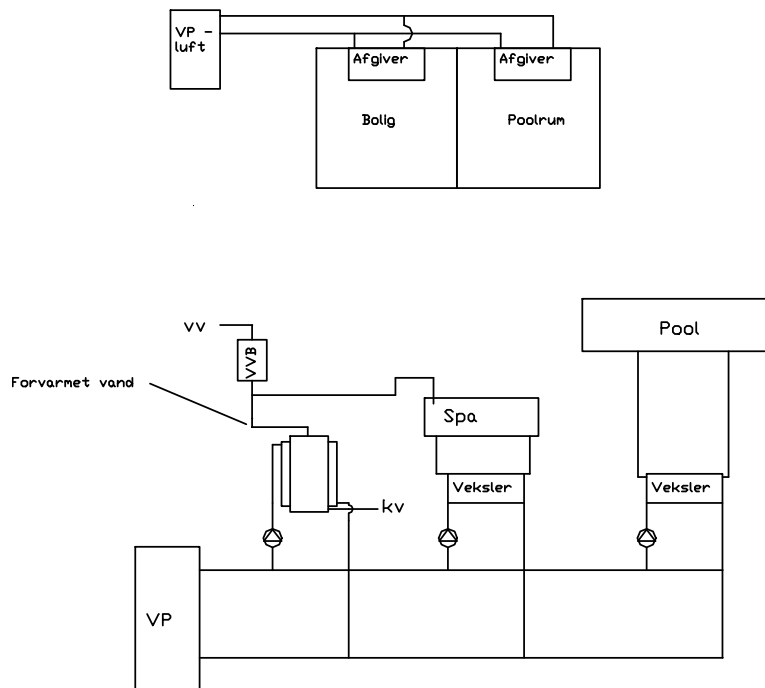 VP -
luft
Afgiver
Afgiver
Bolig
Poolrum
vv
VVB
Pool
Forvarmet vand
Spa
Veksler
Veksler
kv
VP